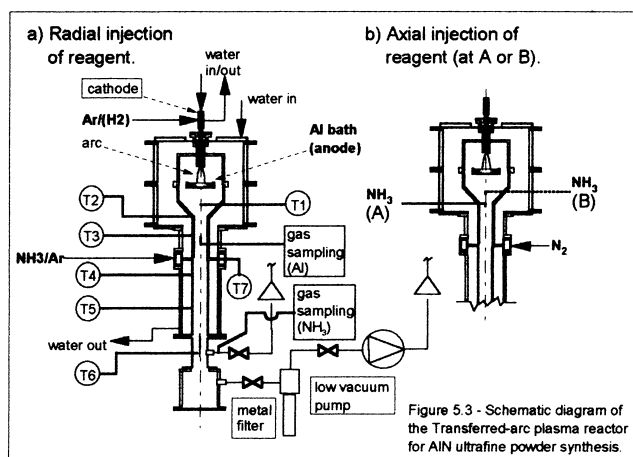 a) Radial injection
of reagent.
b) Axial injection of
reagent (at A or B).
water
in/out
cathode
water in
Ar/(H2)
arc
Al bath
(anode)
T2
T1
T3
NH3/Ar
gas
sampling
(Al)
T4
T7
T5
gas
sampling
(NH3)
water out
T6
metal
filter
low vacuum
pump
NH3
(A)
NH3
(B)
N2
Figure 5.3 - Schematic diagram of
the Transferred-arc plasma reactor
for AlN ultrafine powder synthesis.